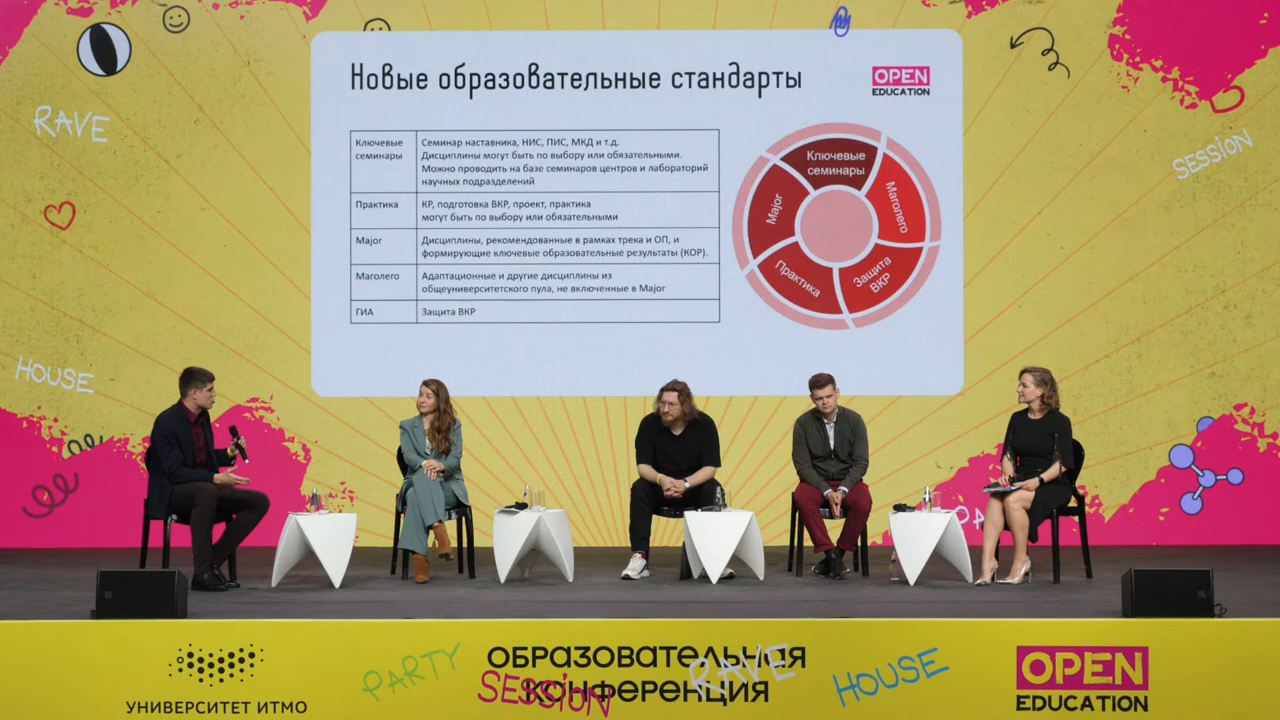 RAVE
SESSION
HOUSE
Новые образовательные стандарты
OPEN
EDUCATION
Ключевые
семинары
Семинар наставника, НИС, ПИС, МКД и т.д.
Дисциплины могут быть по выбору или обязательными.
Можно проводить на базе семинаров центров и лабораторий
научных подразделений
Практика
КР, подготовка ВКР, проект, практика
могут быть по выбору или обязательными
Major
Дисциплины, рекомендованные в рамках трека и ОП, и
формирующие ключевые образовательные результаты (КОР).
Маголего
Адаптационные и другие дисциплины из
общеуниверситетского пула, не включенные в Major
ГИА
Защита ВКР
Ключевые
семинары
Маголего
Защита
ВКР
Практика
Major
УНИВЕРСИТЕТ ИТМО
PARTY
ОБРАЗОВАТЕЛЬНАЯ
КОНФЕРЕНЦИЯ
SESSION
RAVE
HOUSE
OPEN
EDUCATION